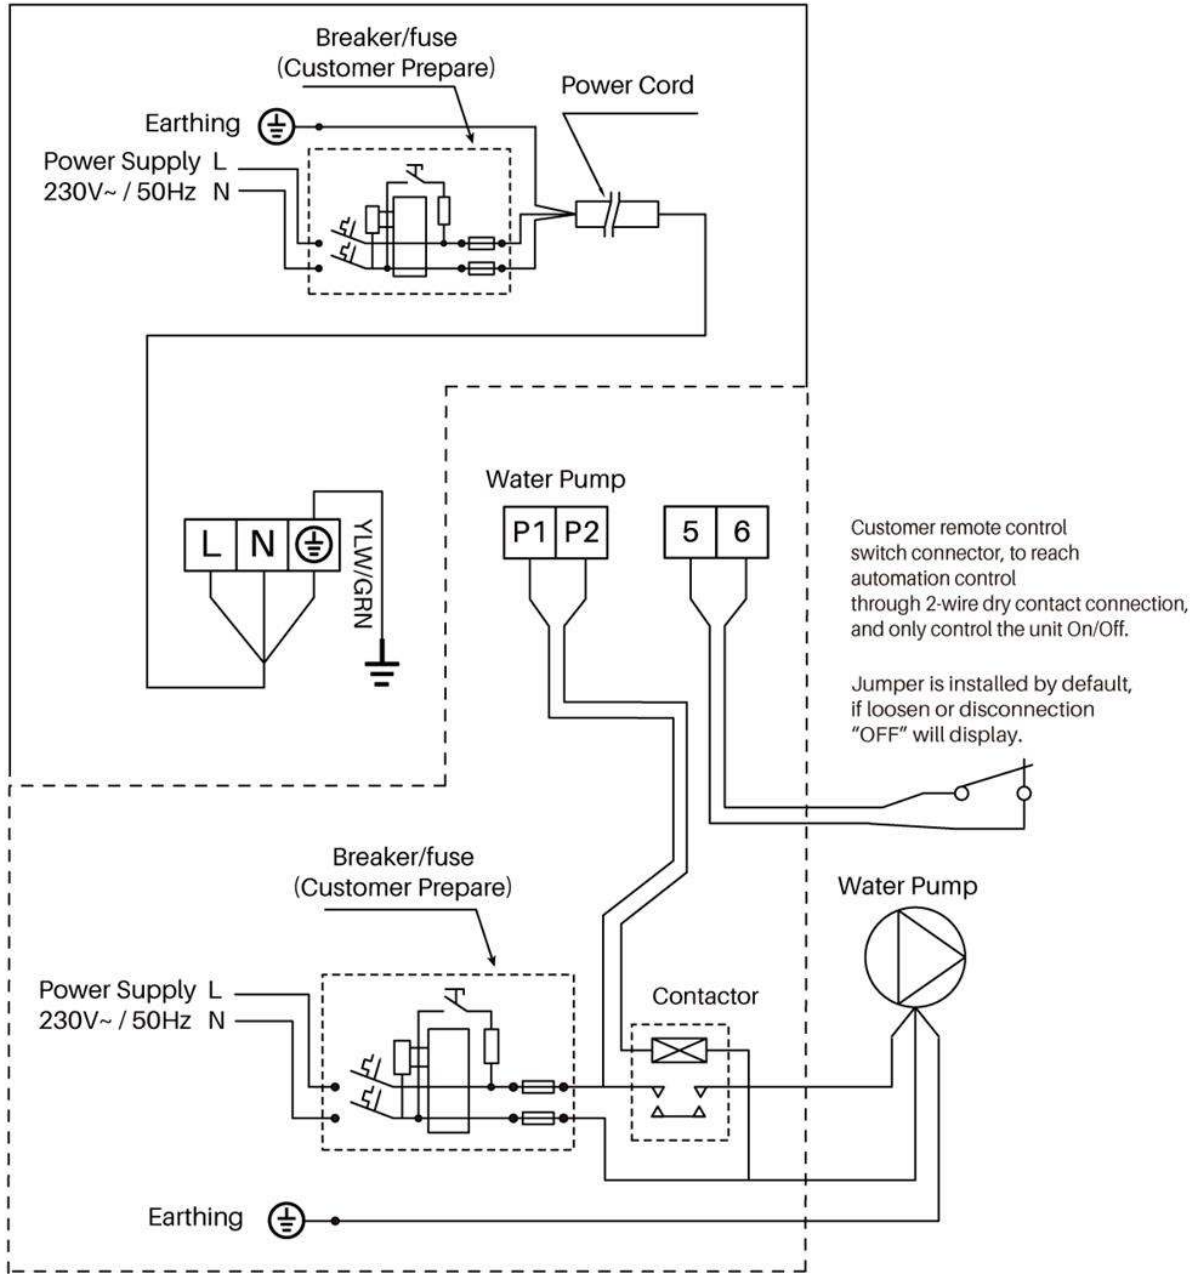 Breaker/fuse
(Customer Prepare)
Power Cord
Earthing
Power Supply L
230V~ / 50Hz N
Water Pump
L N
P1 P2
5 6
YLW/GRN
Customer remote control
switch connector, to reach
automation control
through 2-wire dry contact connection,
and only control the unit On/Off.
Jumper is installed by default,
if loosen or disconnection
“OFF” will display.
Breaker/fuse
(Customer Prepare)
Water Pump
Power Supply L
230V~ / 50Hz N
Contactor
Earthing